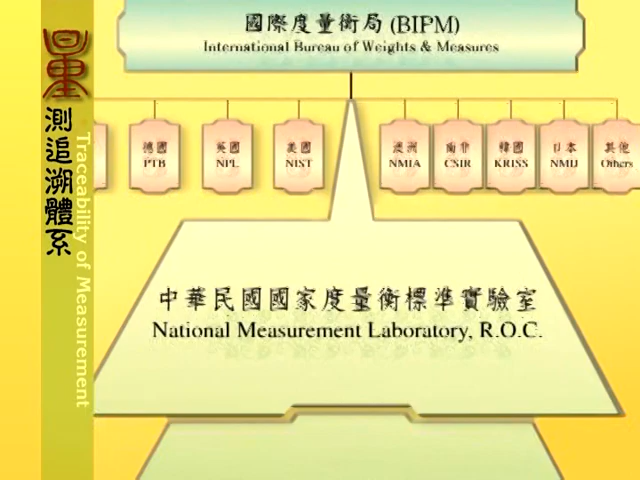 國際度量衡局 (BIPM)
International Bureau of Weights & Measures
量
測追溯體系
Traceability of Measurement
德國
PTB
英國
NPL
美國
NIST
澳洲
NMIA
南非
CSIR
韓國
KRISS
日本
NMIJ
其他
Others
中華民國國家度量衡標準實驗室
National Measurement Laboratory, R.O.C.